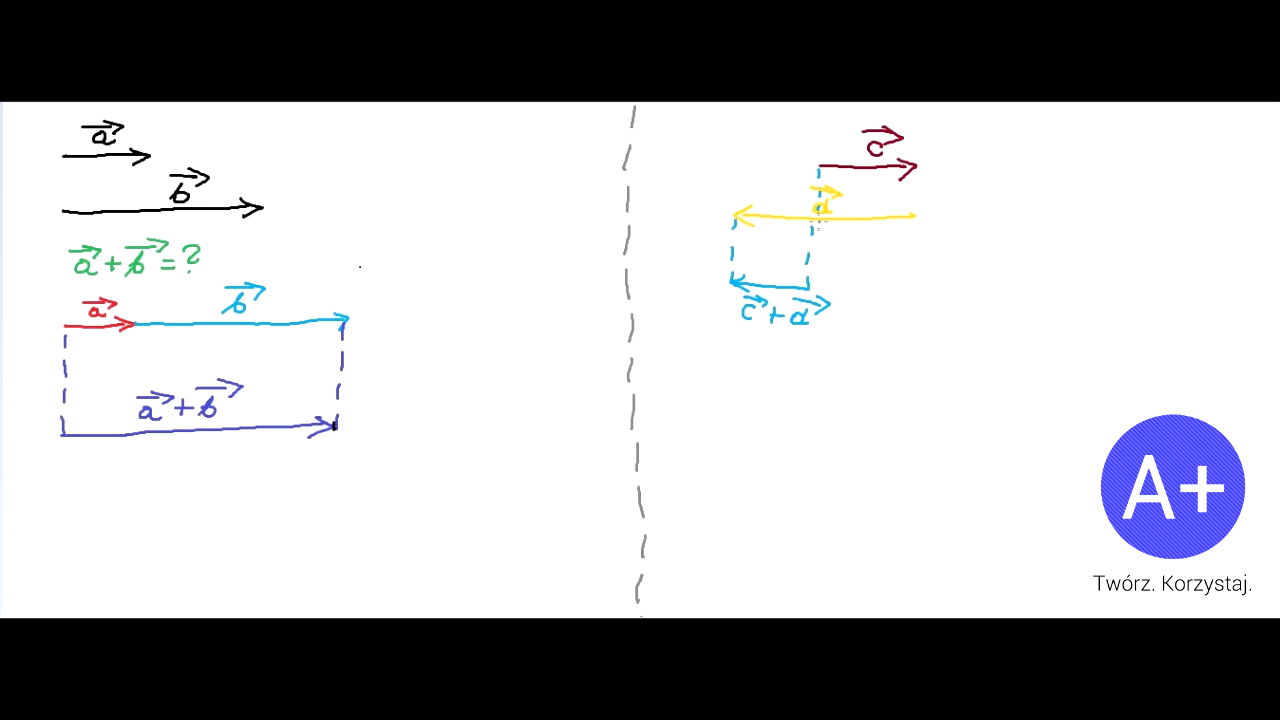 a
b
a + b = ?
a b
a + b
c
d
c + d
A+
Twórz. Korzystaj.